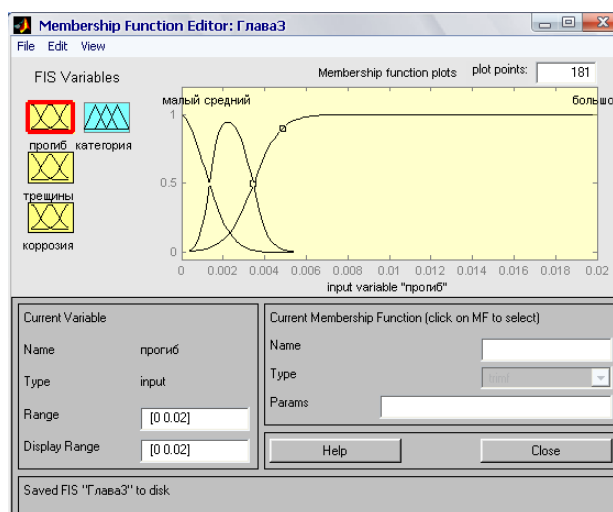 Membership Function Editor: Глава3
File Edit View
FIS Variables
Membership function plots plot points: 181
малый средний большо
прогиб категория
трещины
коррозия
1
0.5
0
0 0.002 0.004 0.006 0.008 0.01 0.012 0.014 0.016 0.018 0.02
input variable "прогиб"
Current Variable
Name прогиб
Type input
Range [0 0.02]
Display Range [0 0.02]
Current Membership Function (click on MF to select)
Name
Type trimf
Params
Help Close
Saved FIS "Глава3" to disk